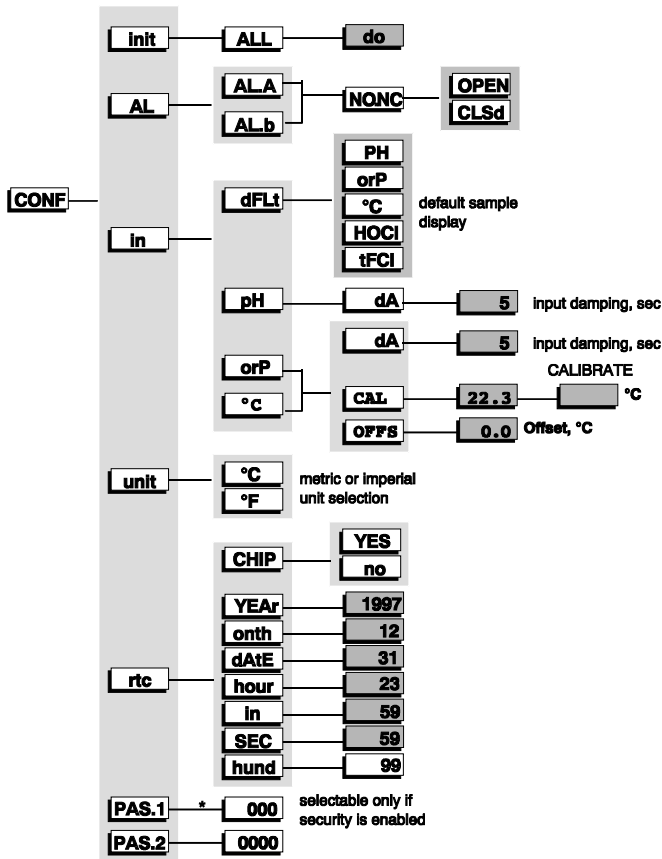 init ALL do
AL AL.A AL.b NO.NC OPEN CLSd
CONF
in dFLt PH orP °C HOCl tFCl
default sample
display
pH dA 5 input damping, sec
dA 5 input damping, sec
orP
°C
CALIBRATE
CAL 22.3 °C
OFFS 0.0 Offset, °C
unit °C °F
metric or imperial
unit selection
CHIP YES no
YEAr 1997
onth 12
dAtE 31
rtc
hour 23
in 59
SEC 59
hund 99
PAS.1 * 000
selectable only if
security is enabled
PAS.2 0000